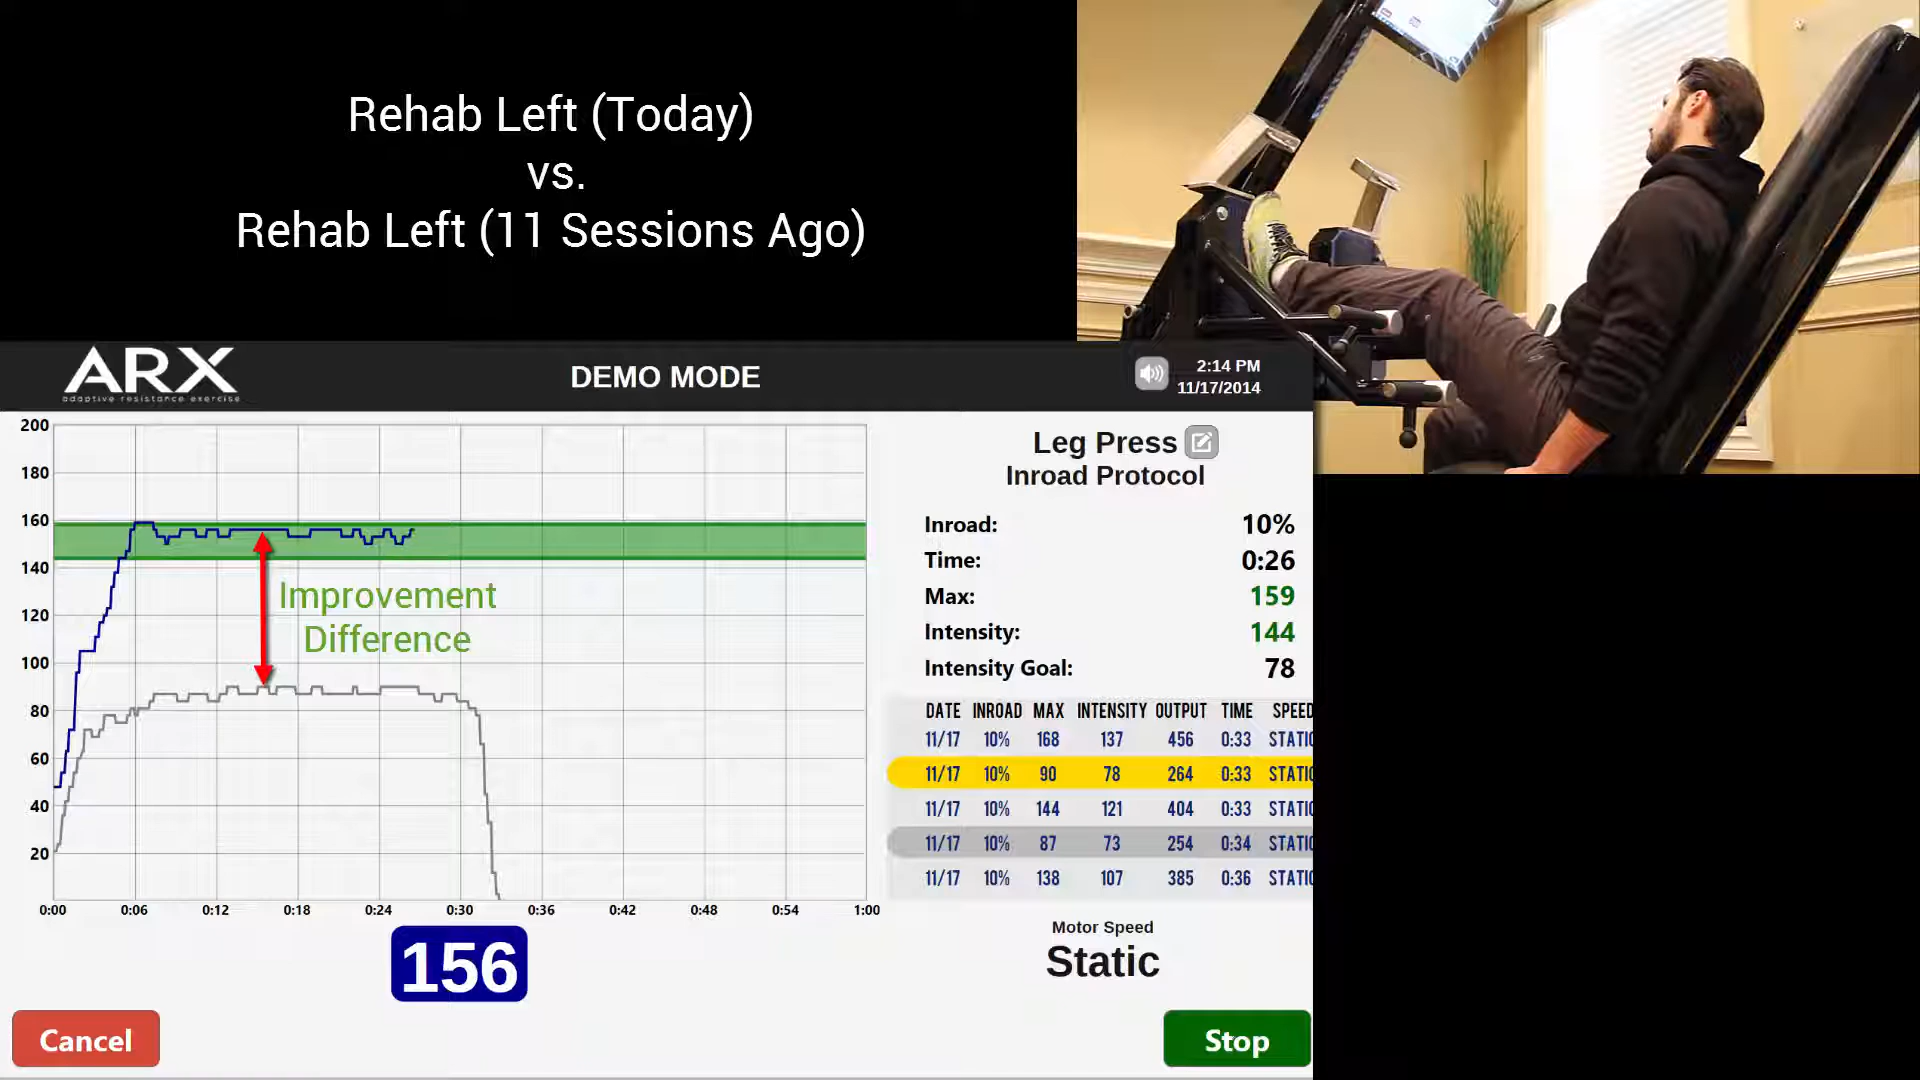 Rehab Left (Today)
vs.
Rehab Left (11 Sessions Ago)
ARX
adaptive resistance exercise
DEMO MODE
2:14 PM
11/17/2014
200
180
160
140
120
100
80
60
40
20
0:00 0:06 0:12 0:18 0:24 0:30 0:36 0:42 0:48 0:54 1:00
Improvement
Difference
156
Cancel
Leg Press
Inroad Protocol
Inroad: 10%
Time: 0:26
Max: 159
Intensity: 144
Intensity Goal: 78
DATE INROAD MAX INTENSITY OUTPUT TIME SPEED
11/17 10% 168 137 456 0:33 STATIC
11/17 10% 90 78 264 0:33 STATIC
11/17 10% 144 121 404 0:33 STATIC
11/17 10% 87 73 254 0:34 STATIC
11/17 10% 138 107 385 0:36 STATIC
Motor Speed
Static
Stop